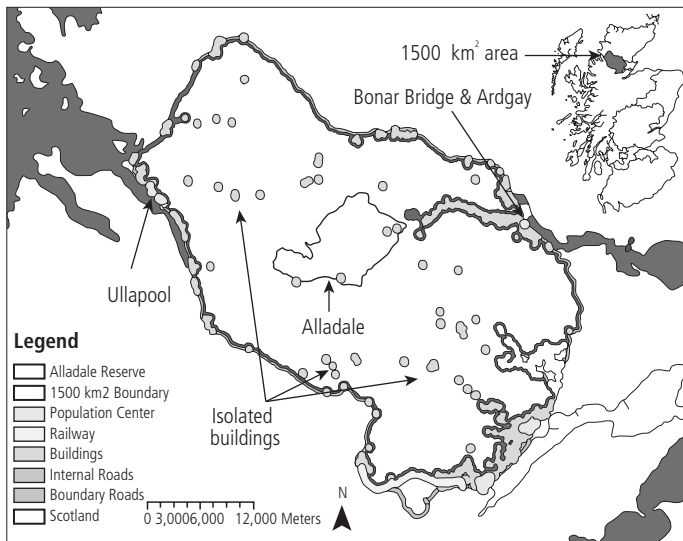 1500 km² area
Bonar Bridge & Ardgay
Ullapool
Alladale
Isolated
buildings
Legend
Alladale Reserve
1500 km2 Boundary
Population Center
Railway
Buildings
Internal Roads
Boundary Roads
Scotland
0 3,0006,000 12,000 Meters
N